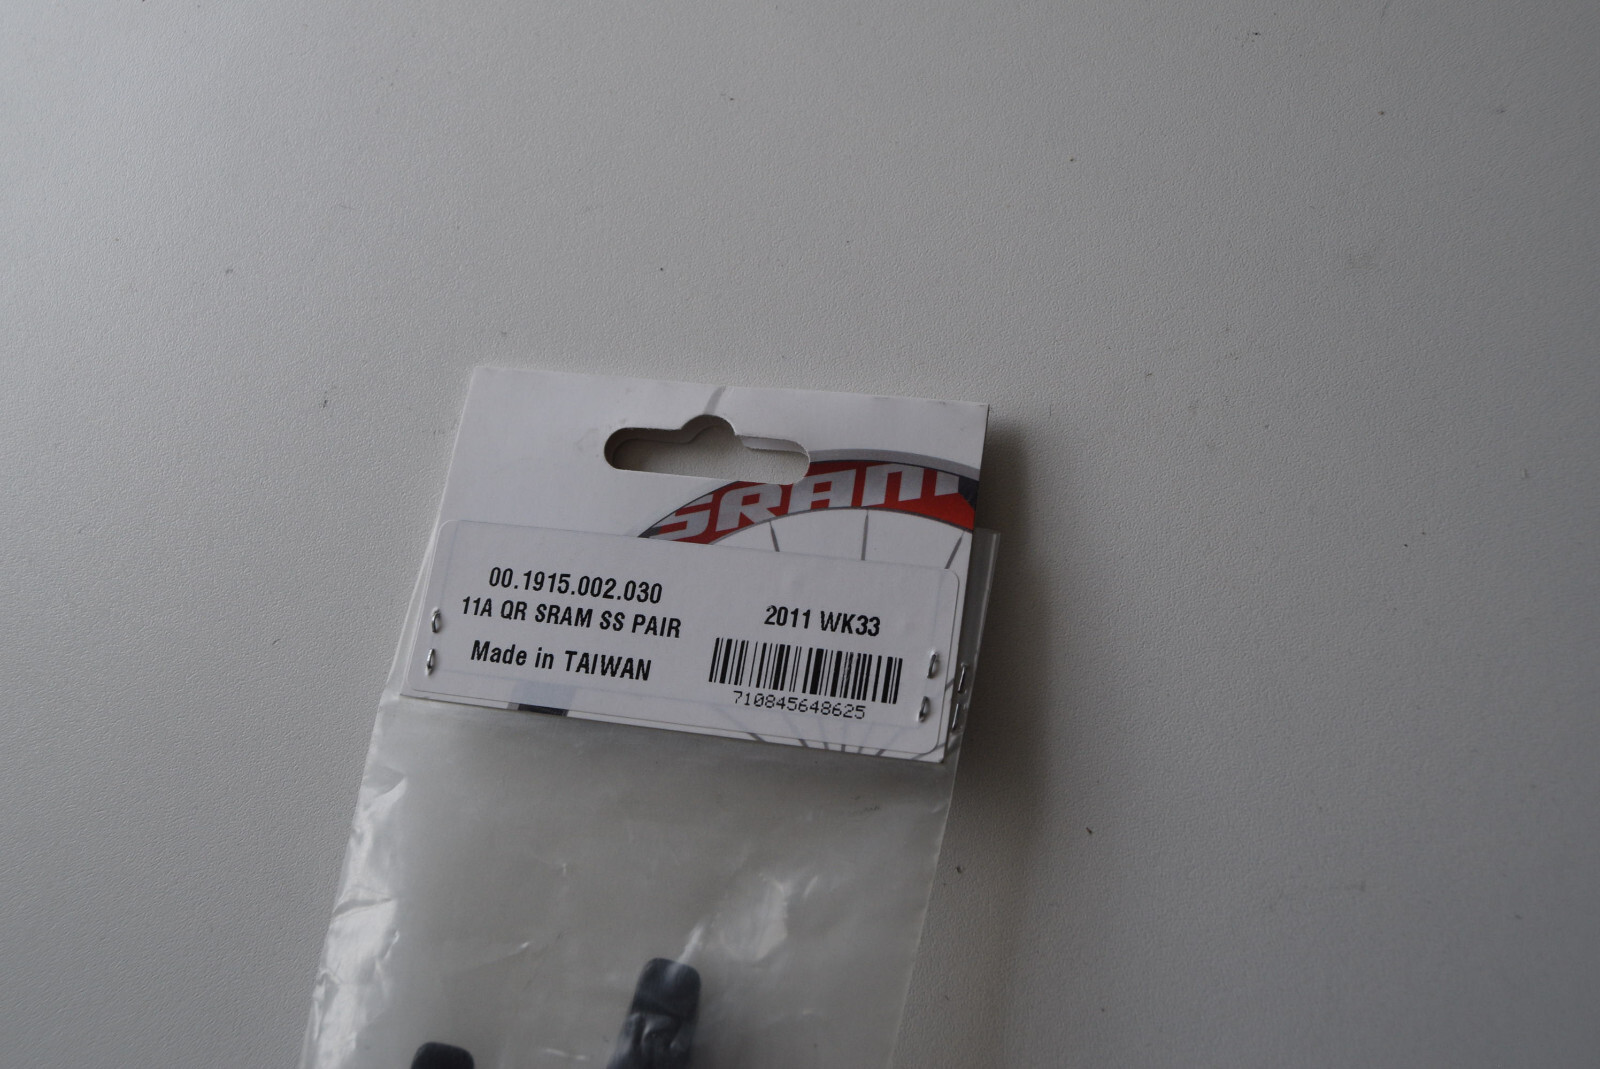 SRAM
00.1915.002.030
11A QR SRAM SS PAIR
Made in TAIWAN
2011 WK33
710845648625